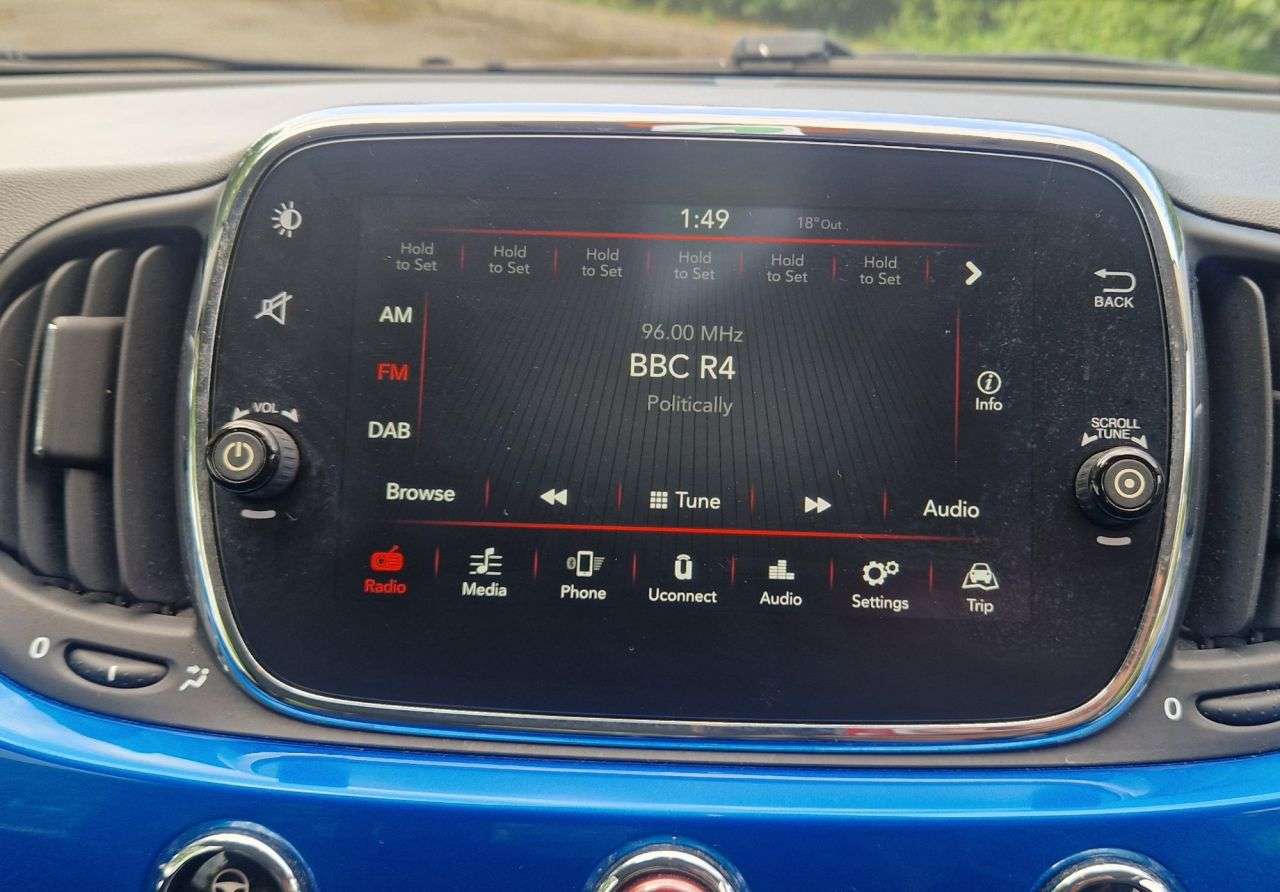 1:49 18°Out
Hold to Set
Hold to Set
Hold to Set
Hold to Set
Hold to Set
Hold to Set
AM
FM
DAB
96.00 MHz
BBC R4
Politically
BACK
Info
VOL
SCROLL
TUNE
Browse Tune Audio
Radio Media Phone Uconnect Audio Settings Trip
0
0